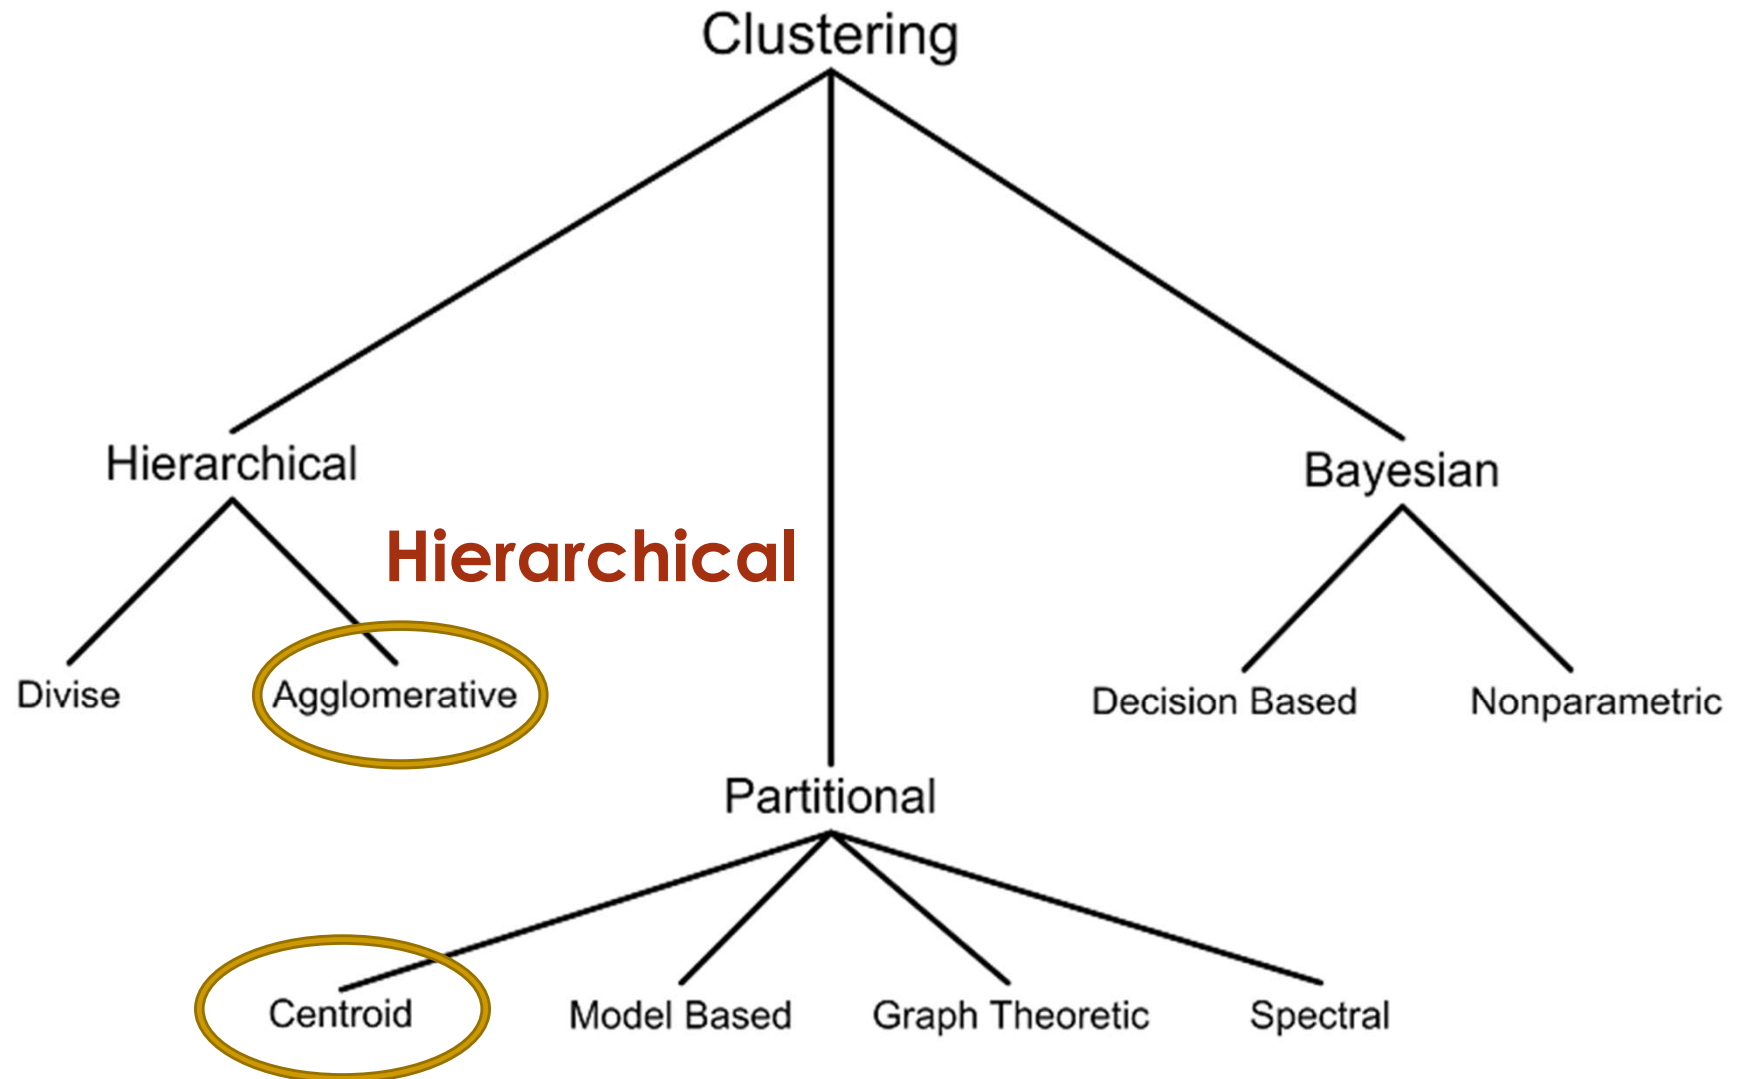 Clustering
Hierarchical
Bayesian
Hierarchical
Divise
Agglomerative
Decision Based
Nonparametric
Partitional
Centroid
Model Based
Graph Theoretic
Spectral